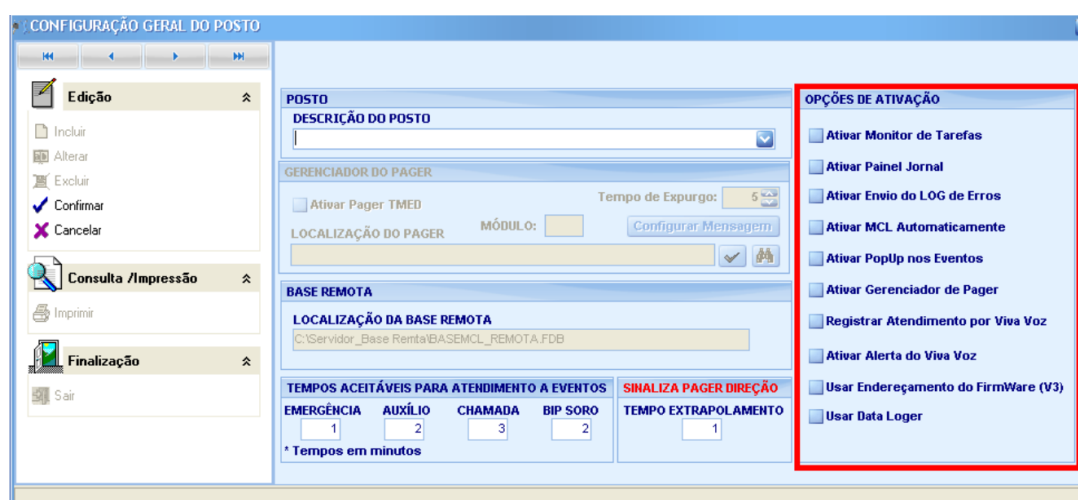 CONFIGURAÇÃO GERAL DO POSTO
Edição
Incluir
Alterar
Excluir
Confirmar
Cancelar
Consulta /Impressão
Imprimir
Finalização
Sair
POSTO
DESCRIÇÃO DO POSTO
GERENCIADOR DO PAGER
Ativar Pager TMED
Tempo de Expurgo: 5
LOCALIZAÇÃO DO PAGER
MÓDULO:
Configurar Mensagem
BASE REMOTA
LOCALIZAÇÃO DA BASE REMOTA
C:\Servidor_Base Remta\BASEMCL_REMOTA.FDB
TEMPOS ACEITÁVEIS PARA ATENDIMENTO A EVENTOS
EMERGÊNCIA AUXÍLIO CHAMADA BIP SORO
1 2 3 2
* Tempos em minutos
SINALIZA PAGER DIREÇÃO
TEMPO EXTRAPOLAMENTO
1
OPÇÕES DE ATIVAÇÃO
Ativar Monitor de Tarefas
Ativar Painel Jornal
Ativar Envio do LOG de Erros
Ativar MCL Automaticamente
Ativar PopUp nos Eventos
Ativar Gerenciador de Pager
Registrar Atendimento por Viva Voz
Ativar Alerta do Viva Voz
Usar Endereçamento do FirmWare (V3)
Usar Data Loger